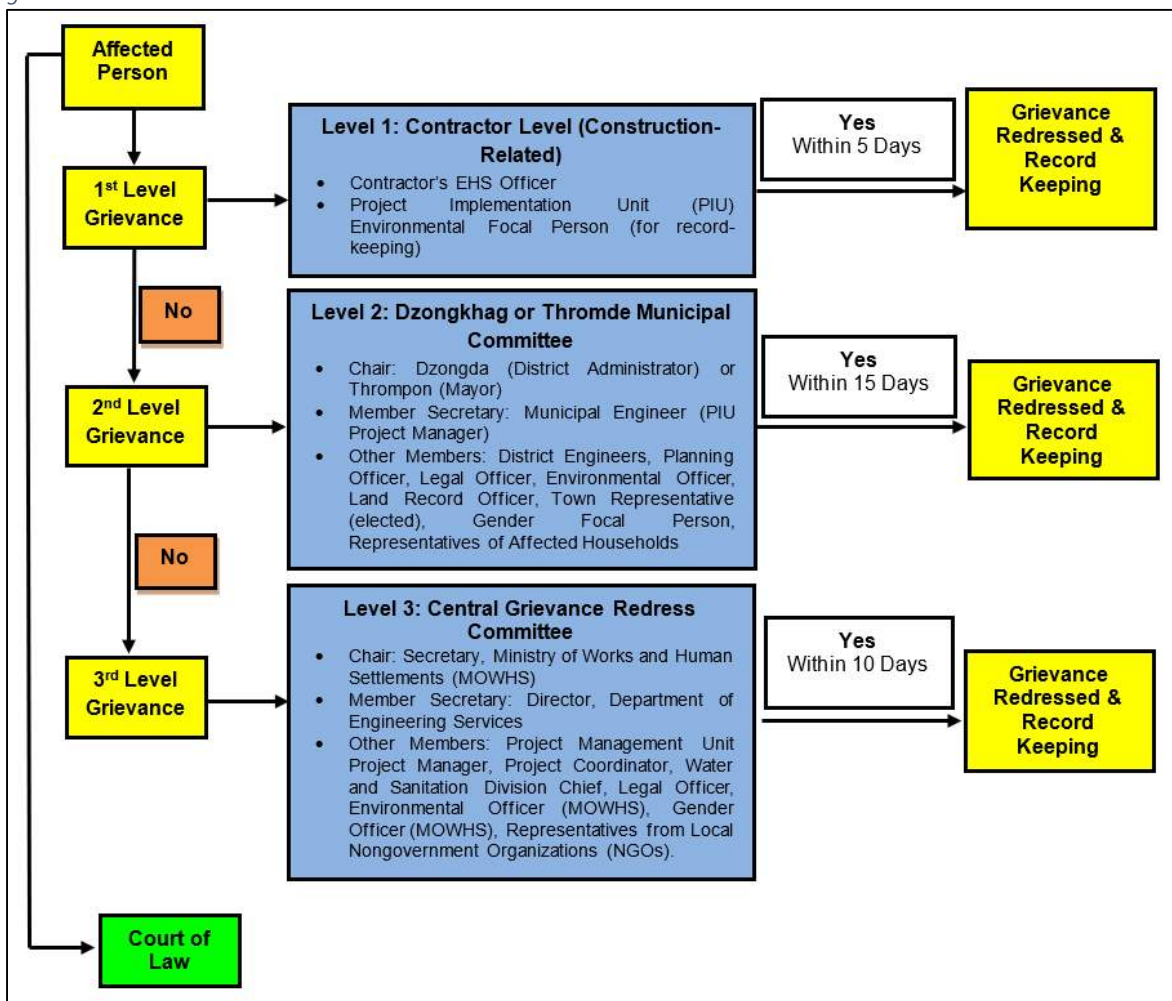 Affected
Person
1st Level
Grievance
Level 1: Contractor Level (Construction-
Related)
• Contractor's EHS Officer
• Project Implementation Unit (PIU)
Environmental Focal Person (for record-
keeping)
Yes
Within 5 Days
Grievance
Redressed &
Record
Keeping
No
2nd Level
Grievance
Level 2: Dzongkhag or Thromde Municipal
Committee
• Chair: Dzongda (District Administrator) or
Thrompon (Mayor)
• Member Secretary: Municipal Engineer (PIU
Project Manager)
• Other Members: District Engineers, Planning
Officer, Legal Officer, Environmental Officer,
Land Record Officer, Town Representative
(elected), Gender Focal Person,
Representatives of Affected Households
Yes
Within 15 Days
Grievance
Redressed &
Record
Keeping
No
3rd Level
Grievance
Level 3: Central Grievance Redress
Committee
• Chair: Secretary, Ministry of Works and Human
Settlements (MOWHS)
• Member Secretary: Director, Department of
Engineering Services
• Other Members: Project Management Unit
Project Manager, Project Coordinator, Water
and Sanitation Division Chief, Legal Officer,
Environmental Officer (MOWHS), Gender
Officer (MOWHS), Representatives from Local
Nongovernment Organizations (NGOs).
Yes
Within 10 Days
Grievance
Redressed &
Record
Keeping
Court of
Law